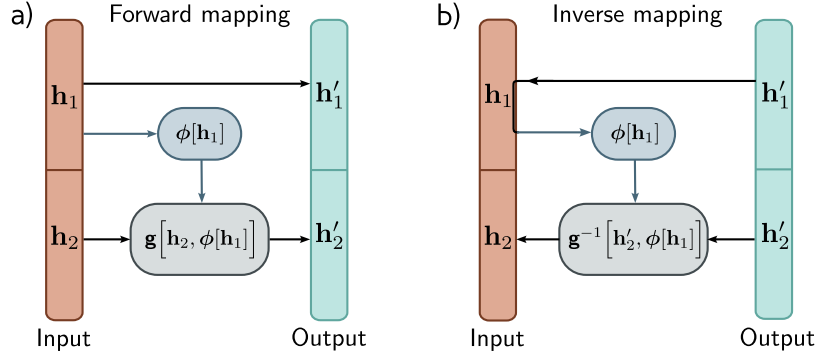 a) Forward mapping
h₁
h′₁
ϕ[h₁]
h₂
g[h₂, ϕ[h₁]]
h′₂
Input
Output
b) Inverse mapping
h₁
h′₁
ϕ[h₁]
h₂
g⁻¹[h′₂, ϕ[h₁]]
h′₂
Input
Output